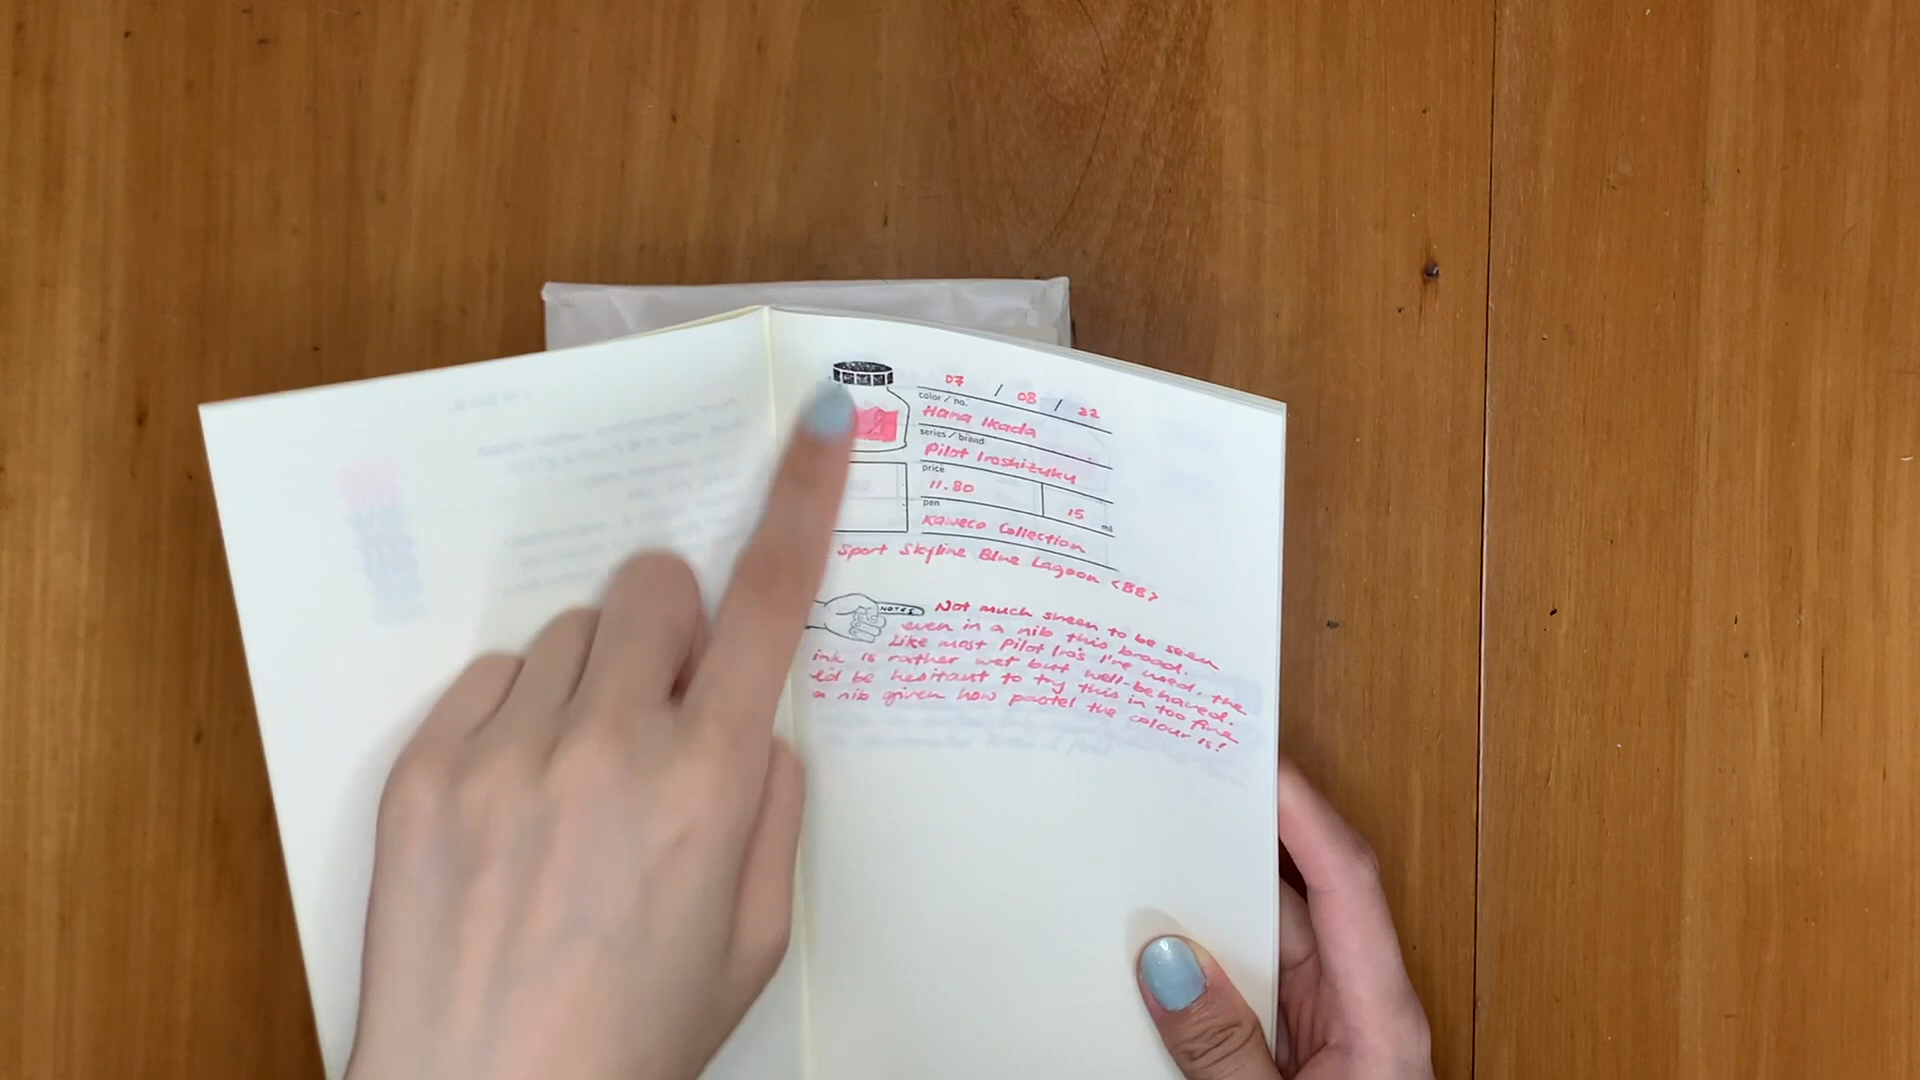 07 / 08 / 22
color / no.
Hana Ikada
series / brand
Pilot Iroshizuku
price
11.80 15 ml
pen
Kaweco Collection
Sport Skyline Blue Lagoon <BB>
NOTES Not much sheen to be seen
even in a nib this broad.
Like most Pilot Iro's I've used, the
ink is rather wet but well-behaved.
I'd be hesitant to try this in too fine
a nib given how pastel the colour is!